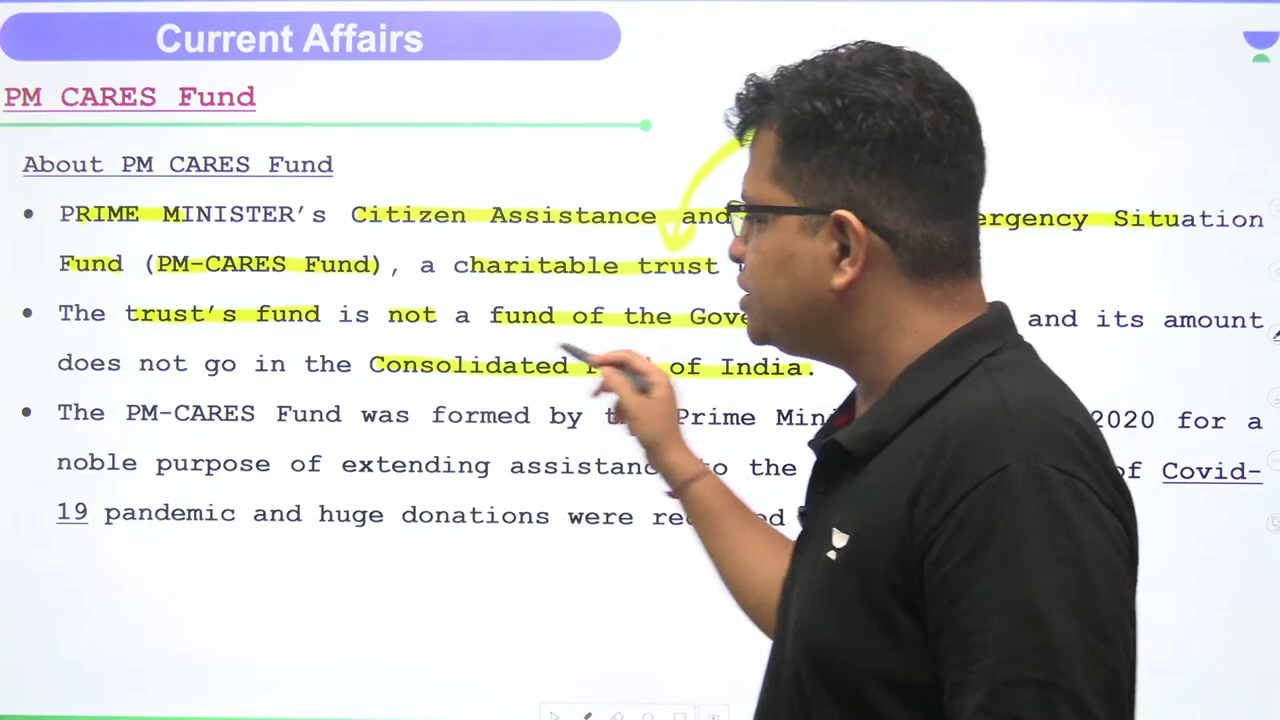 Current Affairs
PM CARES Fund
About PM CARES Fund
• PRIME MINISTER's Citizen Assistance and ergency Situation
Fund (PM-CARES Fund), a charitable trust
• The trust's fund is not a fund of the Gove and its amount
does not go in the Consolidated of India.
• The PM-CARES Fund was formed by Prime Min 2020 for a
noble purpose of extending assistanc to the of Covid-
19 pandemic and huge donations were rec ed